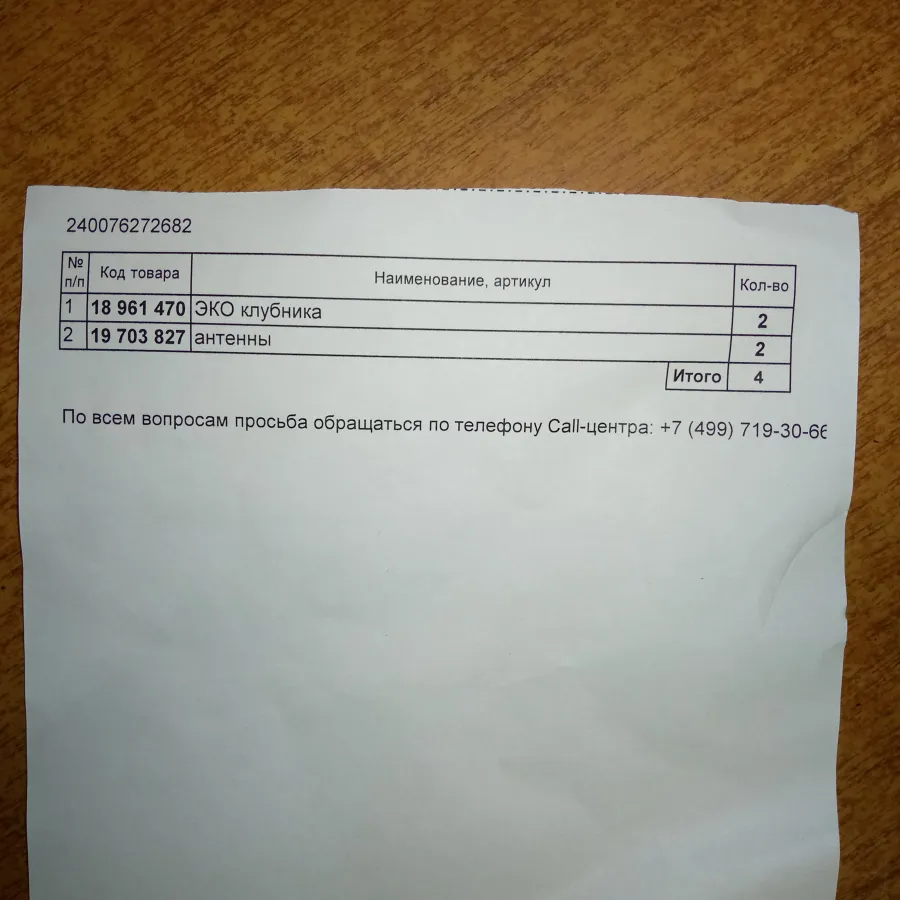 240076272682
№ п/п Код товара Наименование, артикул Кол-во
1 18 961 470 ЭКО клубника 2
2 19 703 827 антенны 2
Итого 4
По всем вопросам просьба обращаться по телефону Call-центра: +7 (499) 719-30-66